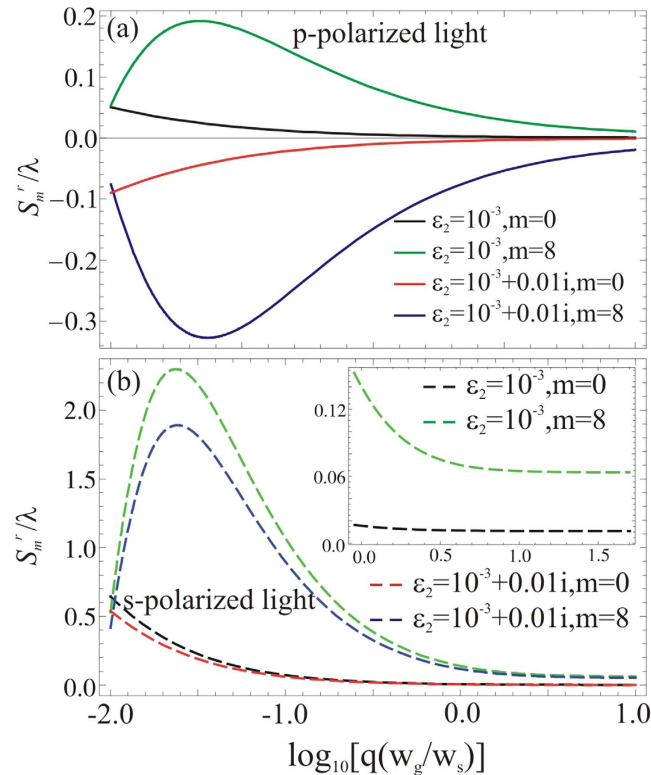 (a)
p-polarized light
0.2
0.1
0.0
−0.1
−0.2
−0.3
Sₘʳ/λ
ε₂=10⁻³,m=0
ε₂=10⁻³,m=8
ε₂=10⁻³+0.01i,m=0
ε₂=10⁻³+0.01i,m=8
(b)
2.0
1.5
1.0
0.5
0.0
Sₘʳ/λ
ε₂=10⁻³,m=0
ε₂=10⁻³,m=8
0.12
0.06
0.0
0.0 0.5 1.0 1.5
s-polarized light
ε₂=10⁻³+0.01i,m=0
ε₂=10⁻³+0.01i,m=8
-2.0 -1.0 0.0 1.0
log₁₀[q(w_g/w_s)]